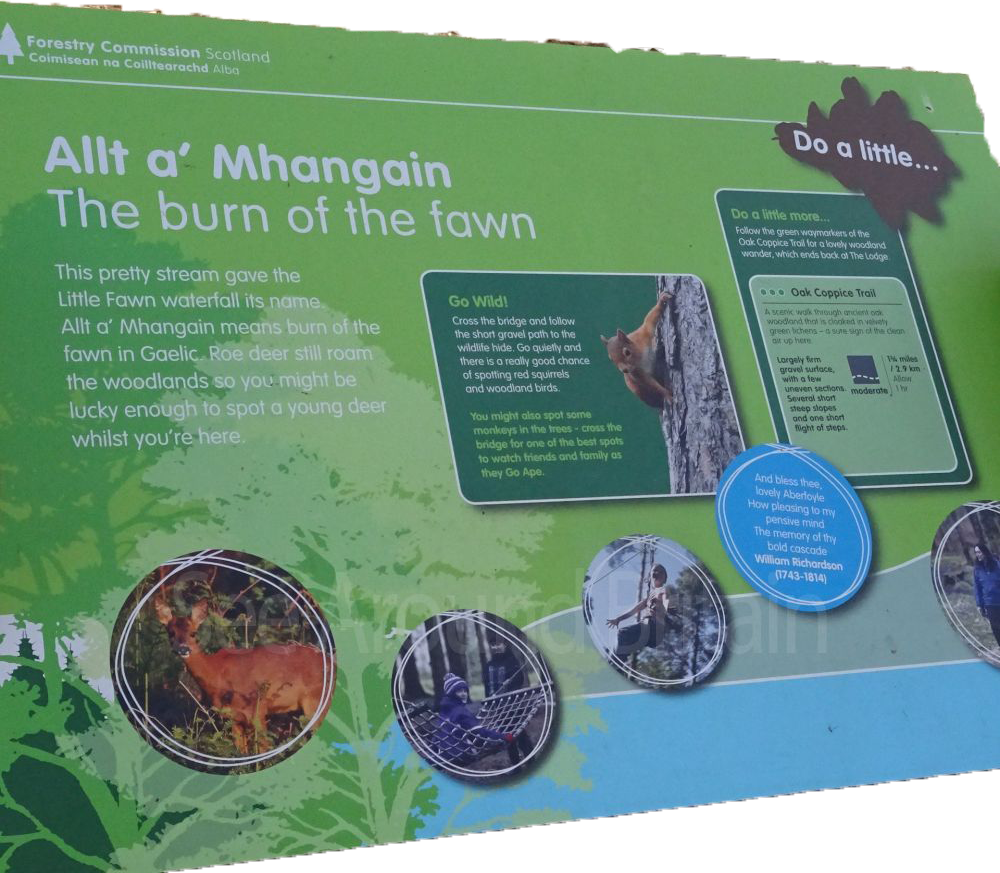 Forestry Commission Scotland
Coimisean na Coilltearachd Alba
Allt a' Mhangain
The burn of the fawn
This pretty stream gave the
Little Fawn waterfall its name.
Allt a' Mhangain means burn of the
fawn in Gaelic. Roe deer still roam
the woodlands so you might be
lucky enough to spot a young deer
whilst you're here.
Go Wild!
Cross the bridge and follow
the short gravel path to the
wildlife hide. Go quietly and
there is a really good chance
of spotting red squirrels
and woodland birds.
You might also spot some
monkeys in the trees - cross the
bridge for one of the best spots
to watch friends and family as
they Go Ape.
Do a little...
Do a little more...
Follow the green waymarkers of the
Oak Coppice Trail for a lovely woodland
wander, which ends back at The Lodge.
Oak Coppice Trail
A scenic, walk through ancient oak
woodland that is cloaked in velvety
green lichens – a sure sign of the clean
air up here.
Largely firm
gravel surface,
with a few
uneven sections.
Several short
steep slopes
and one short
flight of steps.
moderate
1¾ miles
/ 2.9 km
Allow
1 hr
And bless thee,
lovely Aberfoyle
How pleasing to my
pensive mind
The memory of thy
bold cascade
William Richardson
(1743-1814)
See Around Britain